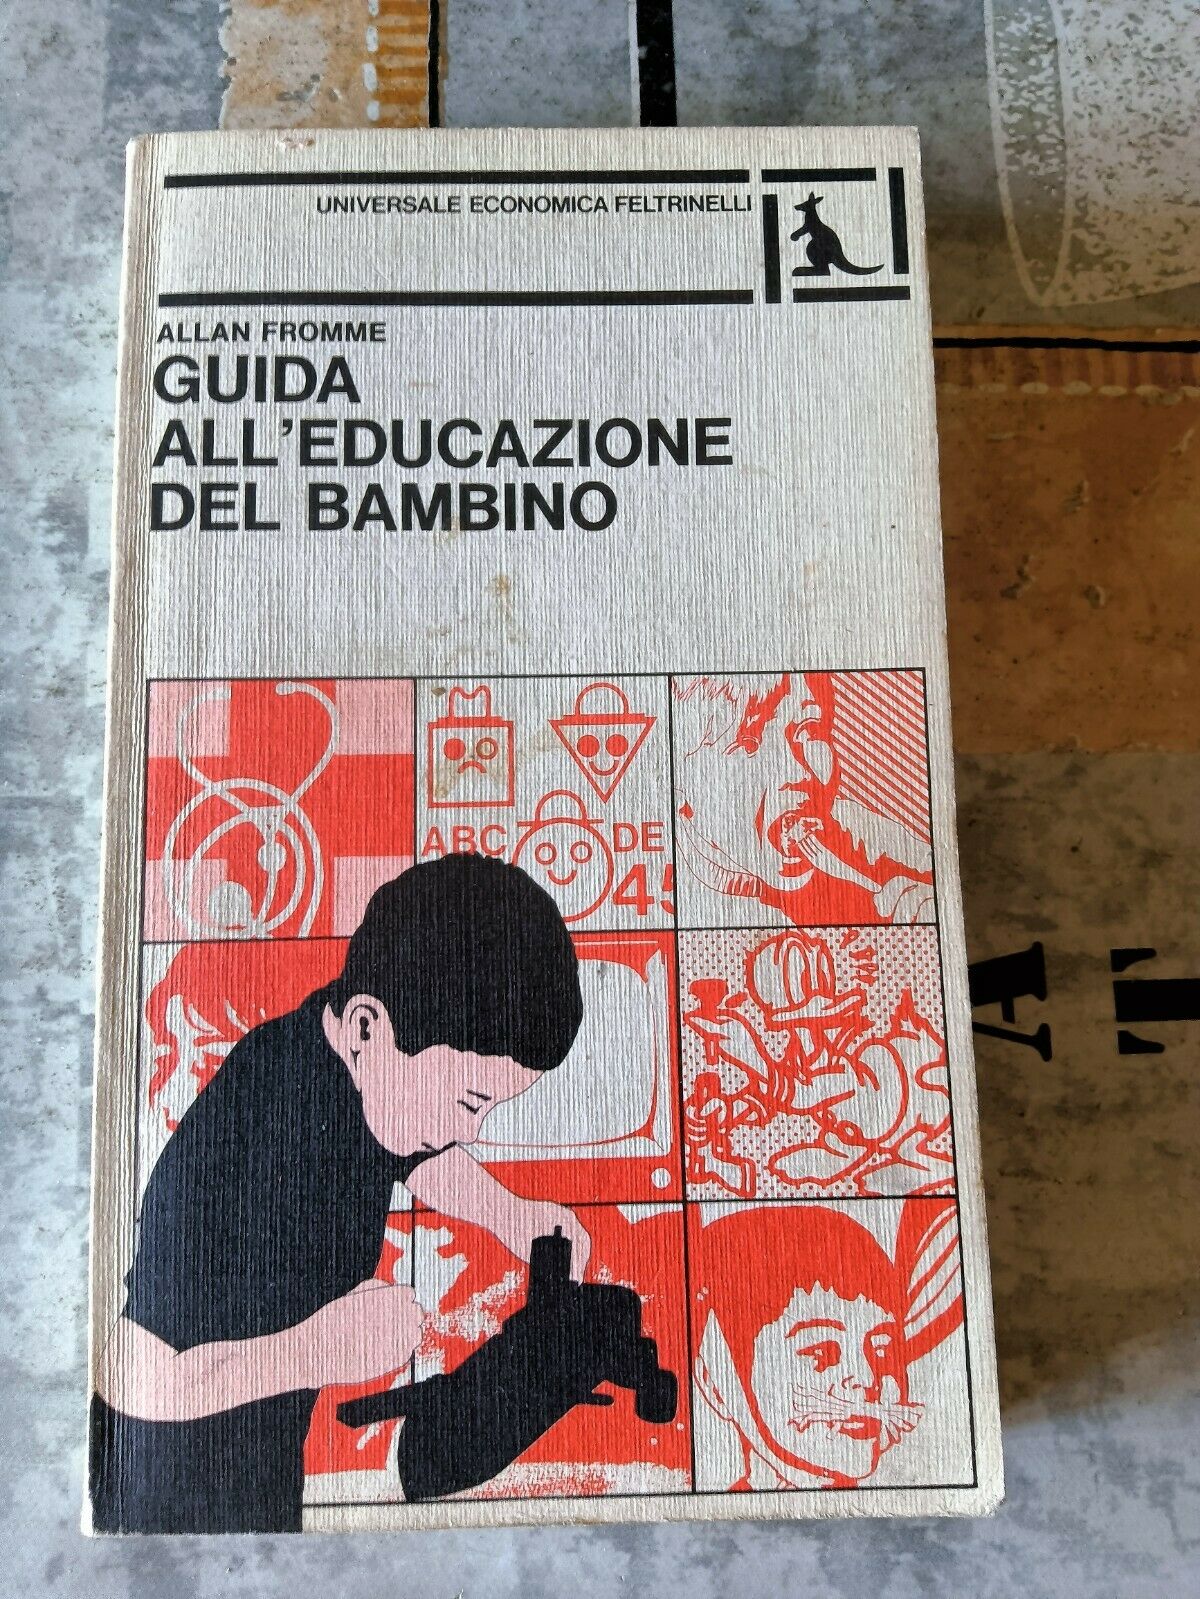 UNIVERSALE ECONOMICA FELTRINELLI
ALLAN FROMME
GUIDA
ALL'EDUCAZIONE
DEL BAMBINO
ABC DE
45
A T